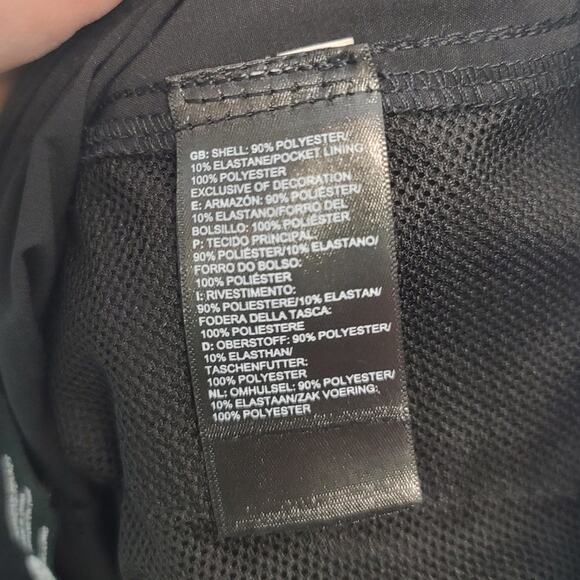 GB: SHELL: 90% POLYESTER/
10% ELASTANE/POCKET LINING
100% POLYESTER
EXCLUSIVE OF DECORATION
E: ARMAZÓN: 90% POLIÉSTER/
10% ELASTANO/FORRO DEL
BOLSILLO: 100% POLIÉSTER
P: TECIDO PRINCIPAL:
90% POLIÉSTER/10% ELASTANO/
FORRO DO BOLSO:
100% POLIÉSTER
I: RIVESTIMENTO:
90% POLIESTERE/10% ELASTAN/
FODERA DELLA TASCA:
100% POLIESTERE
D: OBERSTOFF: 90% POLYESTER/
10% ELASTHAN/
TASCHENFUTTER:
100% POLYESTER
NL: OMHULSEL: 90% POLYESTER/
10% ELASTAAN/ZAK VOERING:
100% POLYESTER